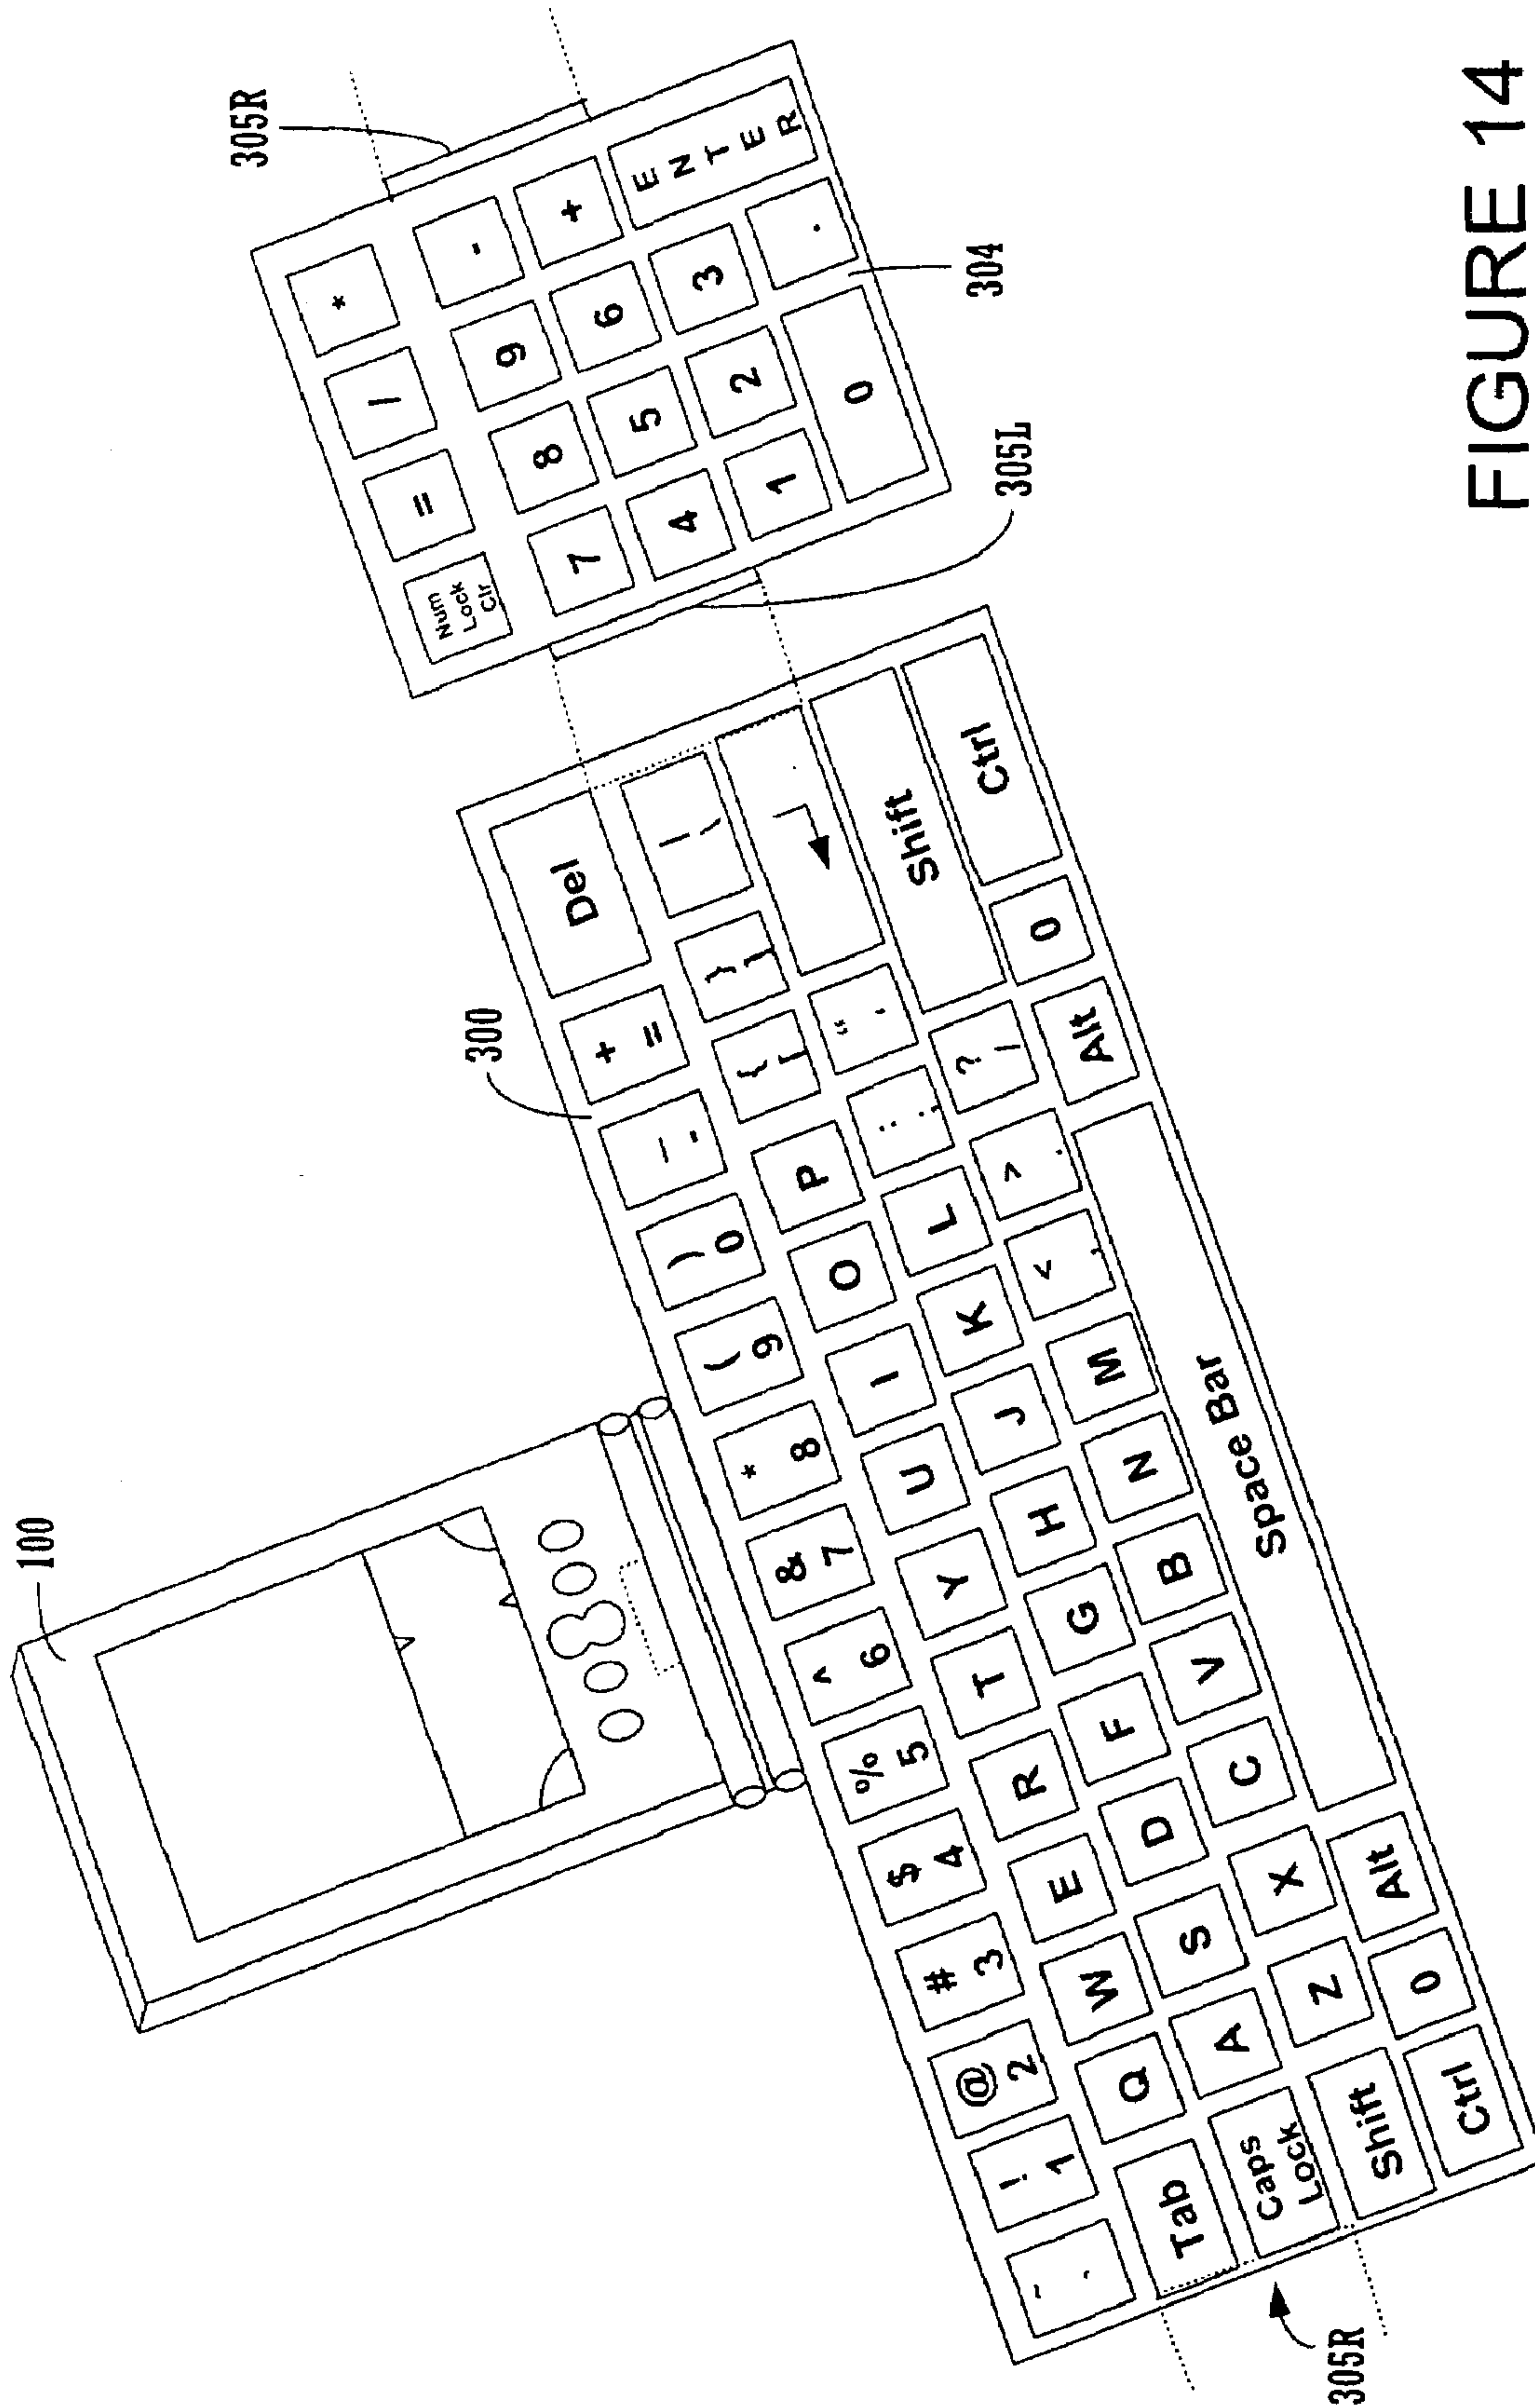 100
300
305R
~ `
! 1
@ 2
# 3
$ 4
% 5
^ 6
& 7
* 8
( 9
) 0
_ -
+ =
Del
Tab
Q
W
E
R
T
Y
U
I
O
P
{ [
} ]
| \
Caps
Lock
A
S
D
F
G
H
J
K
L
: ;
“ ‘
Shift
Z
X
C
V
B
N
M
< ,
> .
? /
Shift
Ctrl
0
Alt
Space Bar
Alt
0
Ctrl
305R
Num
Lock
Clr
=
/
*
7
8
9
-
4
5
6
+
1
2
3
ENTER
0
.
304
305L
FIGURE 14